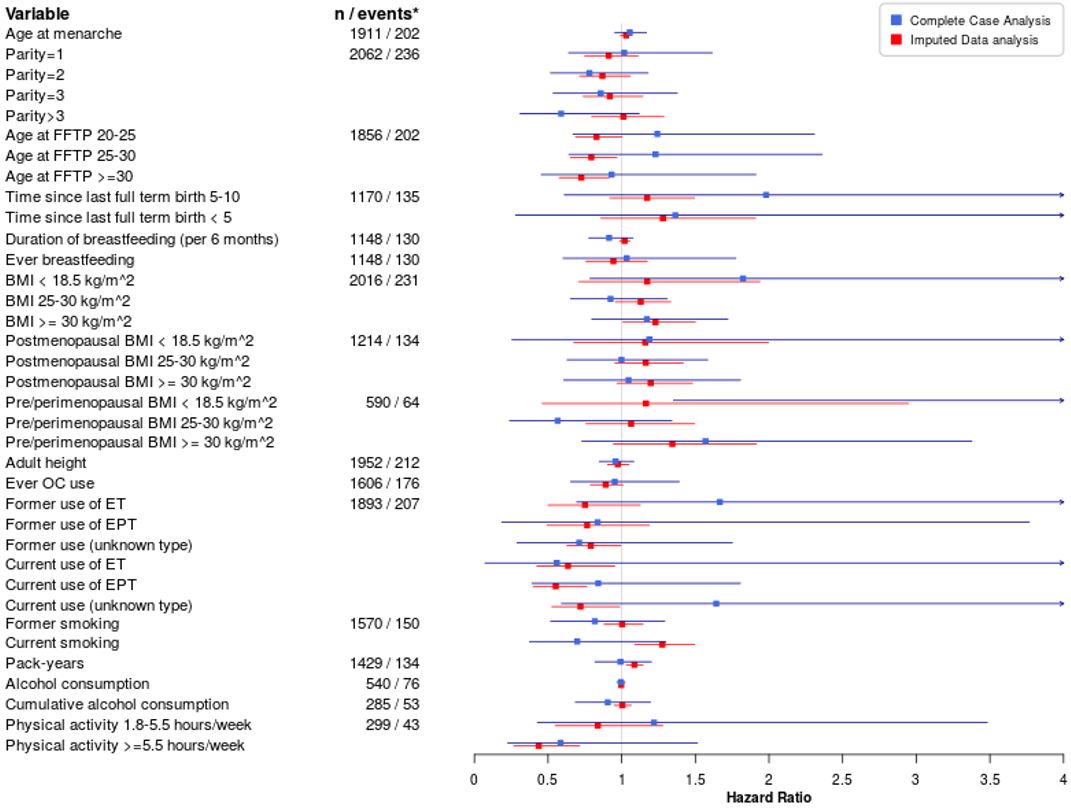 Variable n / events*
Complete Case Analysis
Imputed Data analysis
Age at menarche 1911 / 202
Parity=1 2062 / 236
Parity=2
Parity=3
Parity>3
Age at FFTP 20-25 1856 / 202
Age at FFTP 25-30
Age at FFTP >=30
Time since last full term birth 5-10 1170 / 135
Time since last full term birth < 5
Duration of breastfeeding (per 6 months) 1148 / 130
Ever breastfeeding 1148 / 130
BMI < 18.5 kg/m^2 2016 / 231
BMI 25-30 kg/m^2
BMI >= 30 kg/m^2
Postmenopausal BMI < 18.5 kg/m^2 1214 / 134
Postmenopausal BMI 25-30 kg/m^2
Postmenopausal BMI >= 30 kg/m^2
Pre/perimenopausal BMI < 18.5 kg/m^2 590 / 64
Pre/perimenopausal BMI 25-30 kg/m^2
Pre/perimenopausal BMI >= 30 kg/m^2
Adult height 1952 / 212
Ever OC use 1606 / 176
Former use of ET 1893 / 207
Former use of EPT
Former use (unknown type)
Current use of ET
Current use of EPT
Current use (unknown type)
Former smoking 1570 / 150
Current smoking
Pack-years 1429 / 134
Alcohol consumption 540 / 76
Cumulative alcohol consumption 285 / 53
Physical activity 1.8-5.5 hours/week 299 / 43
Physical activity >=5.5 hours/week
0 0.5 1 1.5 2 2.5 3 3.5 4
Hazard Ratio